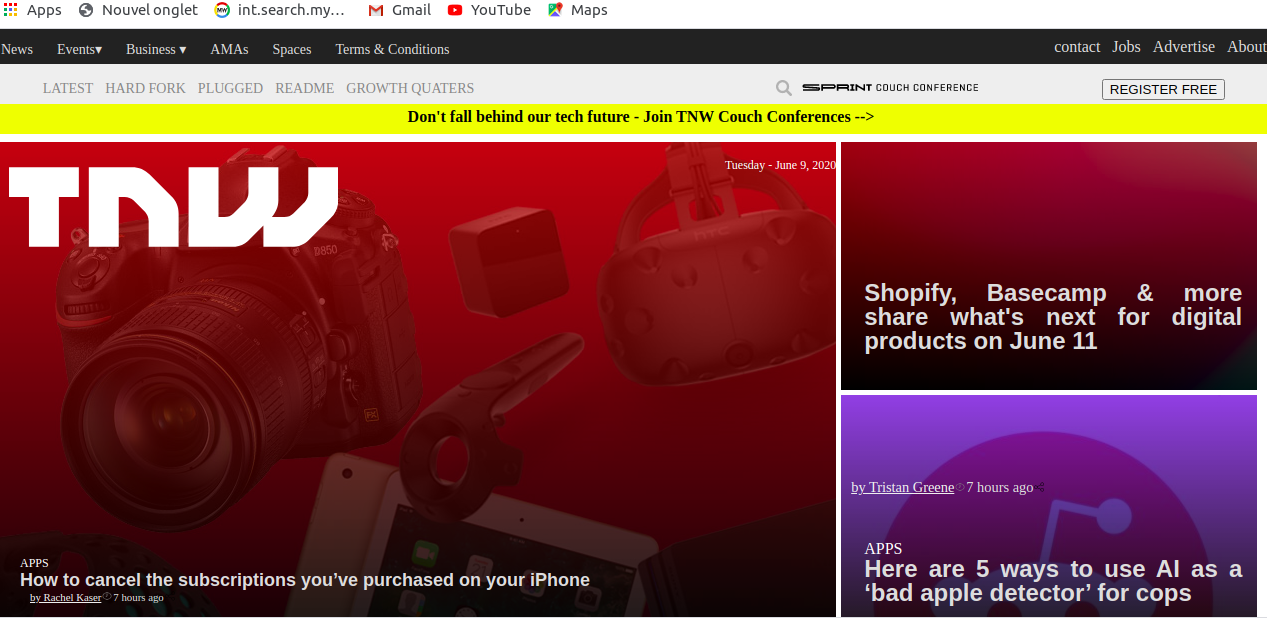 Apps Nouvel onglet int.search.my… Gmail YouTube Maps
News Events▾ Business ▾ AMAs Spaces Terms & Conditions contact Jobs Advertise About
LATEST HARD FORK PLUGGED README GROWTH QUATERS SPRINT COUCH CONFERENCE REGISTER FREE
Don't fall behind our tech future - Join TNW Couch Conferences -->
Tuesday - June 9, 2020
TNW
D850
hTC
FX
APPS
How to cancel the subscriptions you’ve purchased on your iPhone
by Rachel Kaser 7 hours ago
Shopify, Basecamp & more
share what's next for digital
products on June 11
by Tristan Greene 7 hours ago
APPS
Here are 5 ways to use AI as a
‘bad apple detector’ for cops